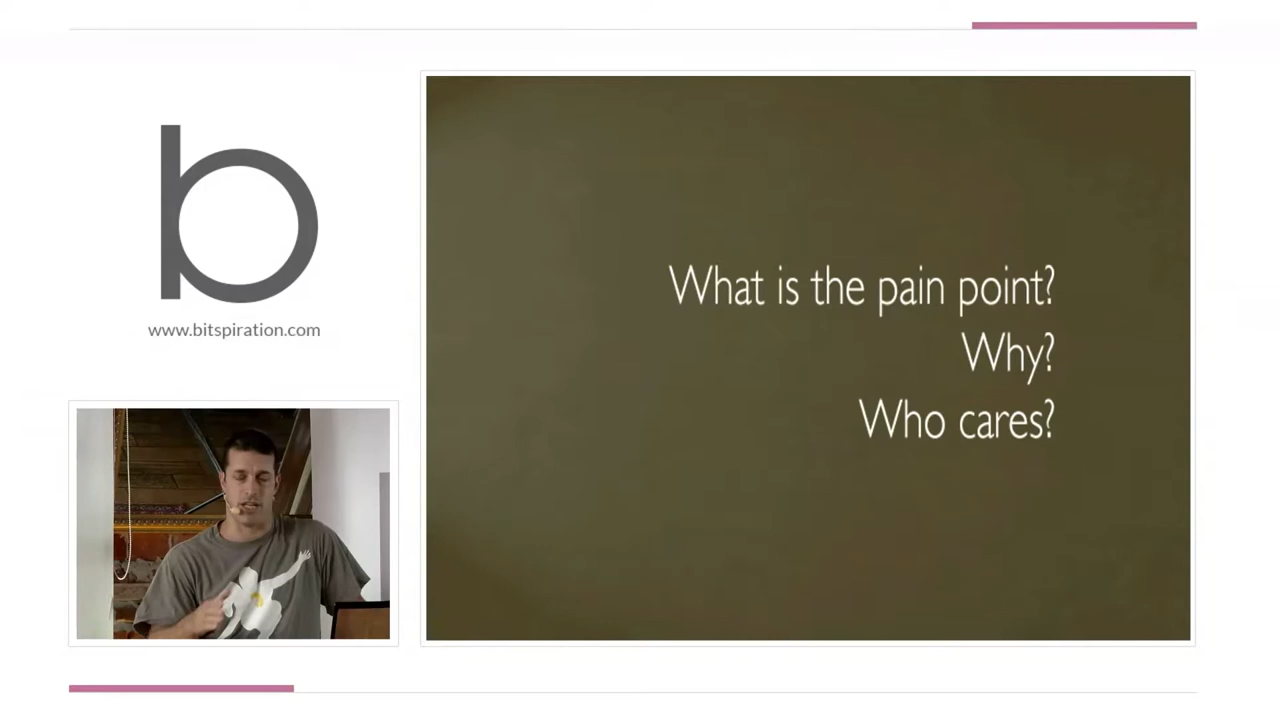 b
www.bitspiration.com
What is the pain point?
Why?
Who cares?